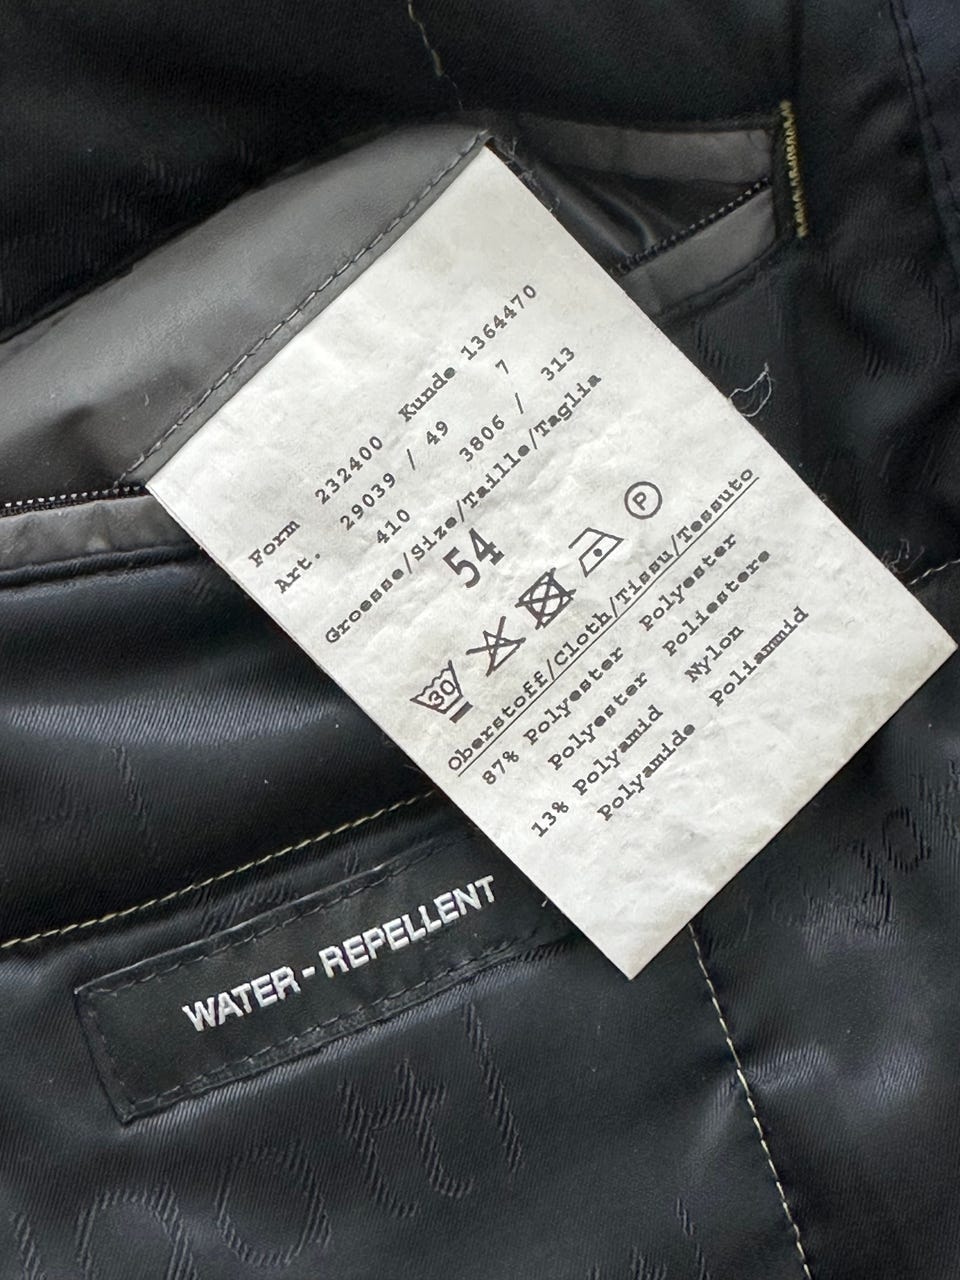 Form 232400 Kunde 1364470
Art. 29039 / 49 7
410 3806 / 313
Groesse/Size/Taille/Taglia
54
30
P
Oberstoff/Cloth/Tissu/Tessuto
87% Polyester Polyester
Polyester Poliestere
13% Polyamid Nylon
Polyamide Poliammid
WATER-REPELLENT